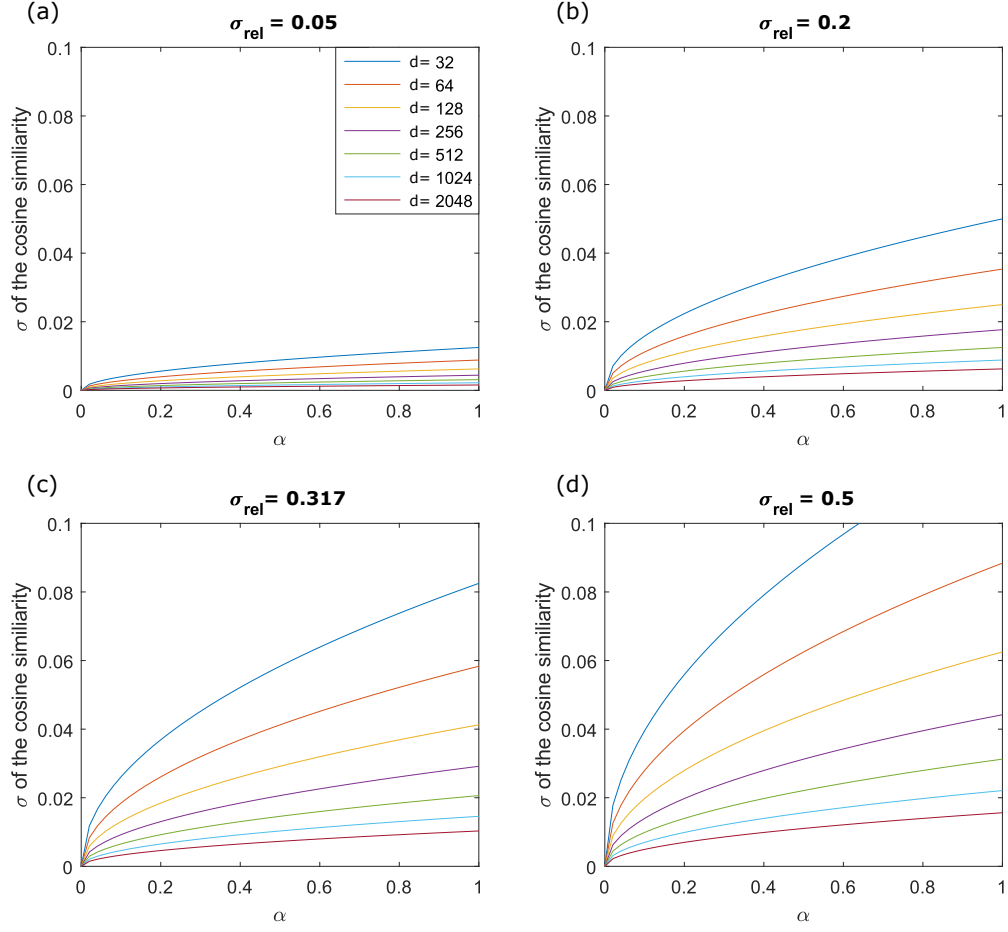 (a)
σrel = 0.05
0.1
0.08
0.06
0.04
0.02
0
0 0.2 0.4 0.6 0.8 1
σ of the cosine similiarity
α
d= 32
d= 64
d= 128
d= 256
d= 512
d= 1024
d= 2048
(b)
σrel = 0.2
0.1
0.08
0.06
0.04
0.02
0
0 0.2 0.4 0.6 0.8 1
σ of the cosine similiarity
α
(c)
σrel= 0.317
0.1
0.08
0.06
0.04
0.02
0
0 0.2 0.4 0.6 0.8 1
σ of the cosine similiarity
α
(d)
σrel = 0.5
0.1
0.08
0.06
0.04
0.02
0
0 0.2 0.4 0.6 0.8 1
σ of the cosine similiarity
α